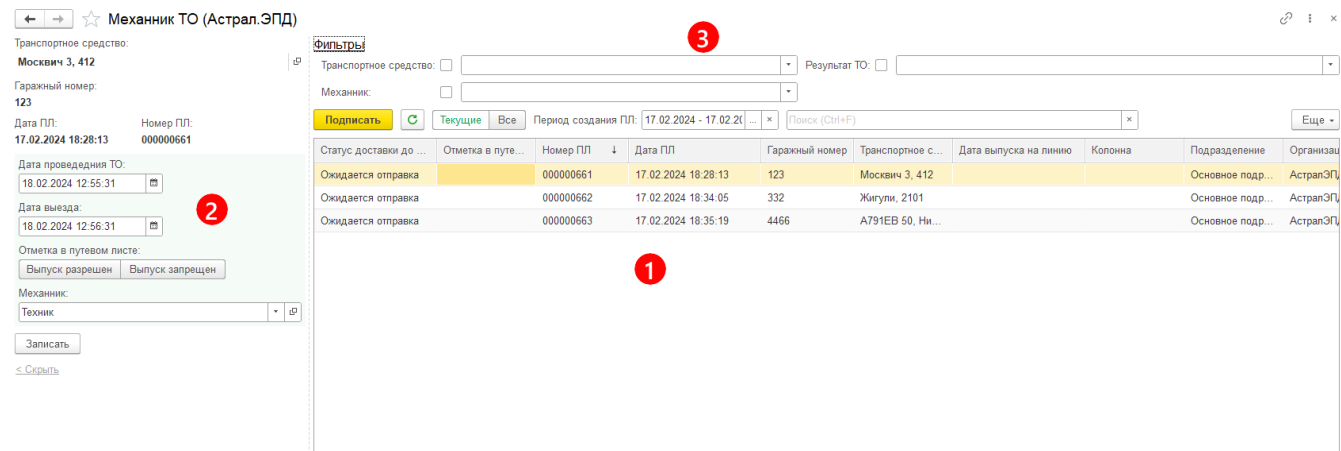 Механик ТО (Астрал.ЭПД)
Транспортное средство:
Москвич 3, 412
Гаражный номер:
123
Дата ПЛ: Номер ПЛ:
17.02.2024 18:28:13 000000661
Дата проведедния ТО:
18.02.2024 12:55:31
Дата выезда:
18.02.2024 12:56:31
2
Отметка в путевом листе:
Выпуск разрешен Выпуск запрещен
Механик:
Техник
Записать
< Скрыть
Фильтры
3
Транспортное средство: Результат ТО:
Механик:
Подписать Текущие Все Период создания ПЛ: 17.02.2024 - 17.02.20 ... × Поиск (Ctrl+F) × Еще
Статус доставки до ... Отметка в путе... Номер ПЛ ↓ Дата ПЛ Гаражный номер Транспортное с... Дата выпуска на линию Колонна Подразделение Организац
Ожидается отправка 000000661 17.02.2024 18:28:13 123 Москвич 3, 412 Основное подр... АстралЭПД
Ожидается отправка 000000662 17.02.2024 18:34:05 332 Жигули, 2101 Основное подр... АстралЭПД
Ожидается отправка 000000663 17.02.2024 18:35:19 4466 А791ЕВ 50, Ни... Основное подр... АстралЭПД
1